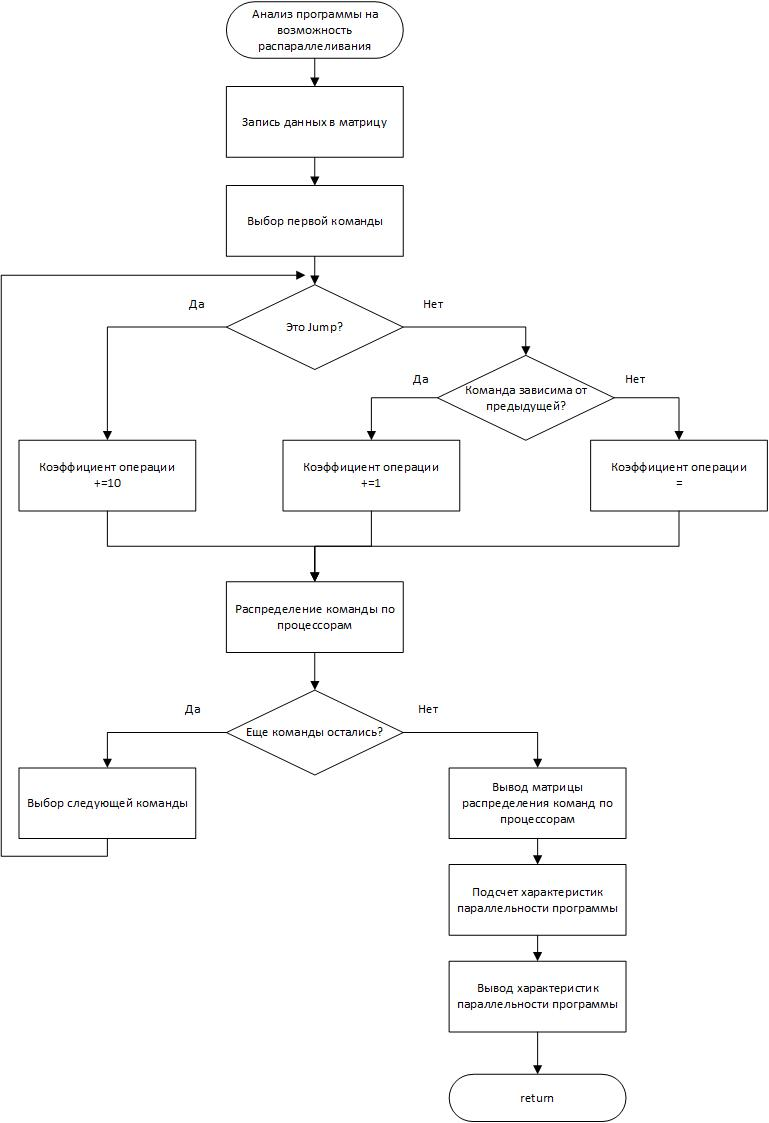 Анализ программы на
возможность
распараллеливания
Запись данных в матрицу
Выбор первой команды
Да
Нет
Это Jump?
Да
Нет
Команда зависима от
предыдущей?
Коэффициент операции
+=10
Коэффициент операции
+=1
Коэффициент операции
=
Распределение команды по
процессорам
Да
Нет
Еще команды остались?
Выбор следующей команды
Вывод матрицы
распределения команд по
процессорам
Подсчет характеристик
параллельности программы
Вывод характеристик
параллельности программы
return